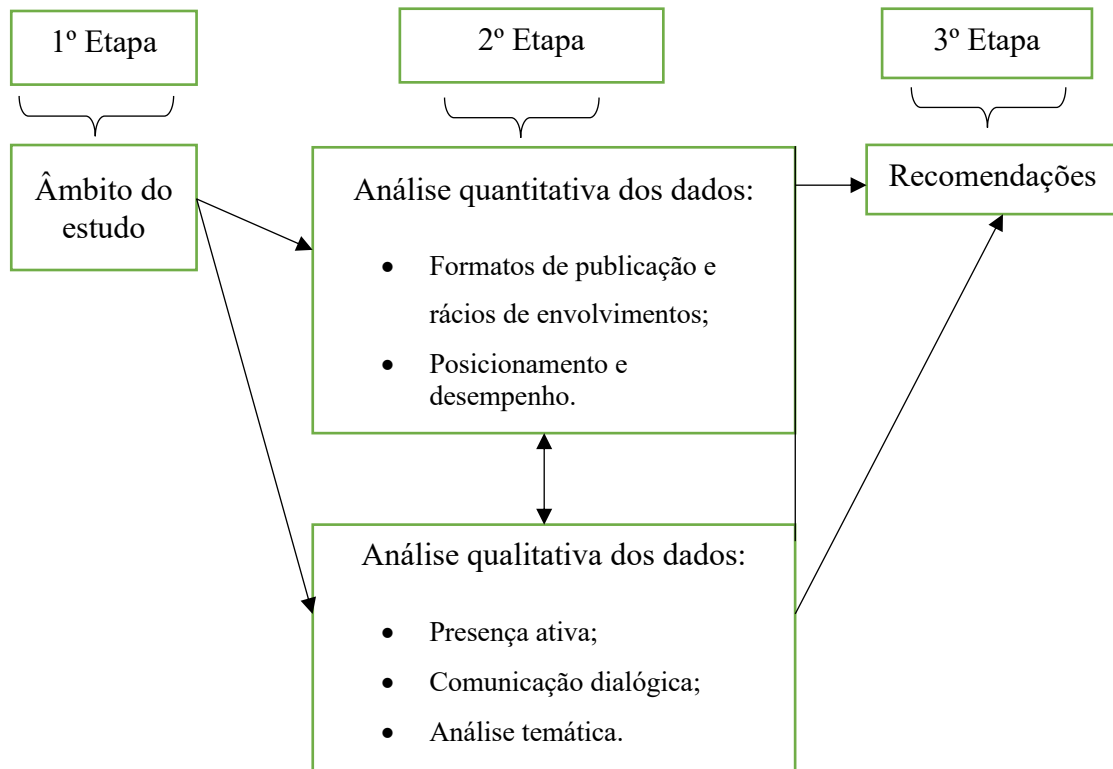 1º Etapa
2º Etapa
3º Etapa
Âmbito do
estudo
Análise quantitativa dos dados:
• Formatos de publicação e
rácios de envolvimentos;
• Posicionamento e
desempenho.
Recomendações
Análise qualitativa dos dados:
• Presença ativa;
• Comunicação dialógica;
• Análise temática.